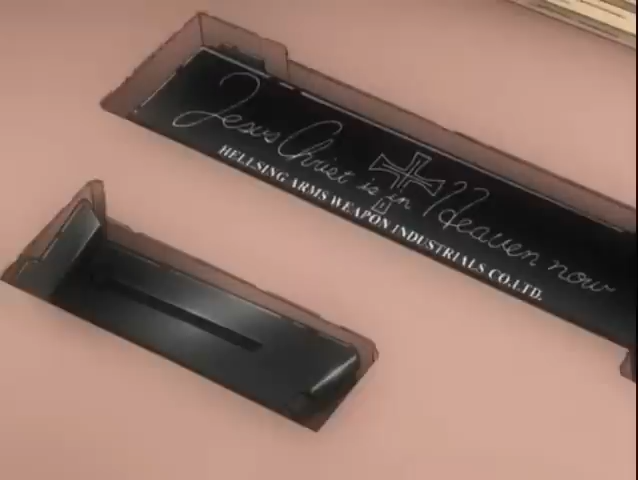 Jesus Christ is in Heaven now
HELLSING ARMS WEAPON INDUSTRIALS CO.LTD.